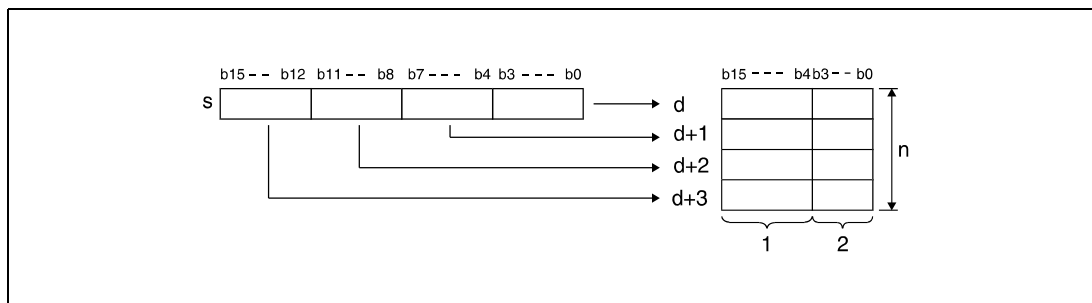 b15 -- b12 b11 -- b8 b7 --- b4 b3 ---- b0 b15 --- b4 b3 -- b0
s d
d+1
d+2
d+3
n
1 2